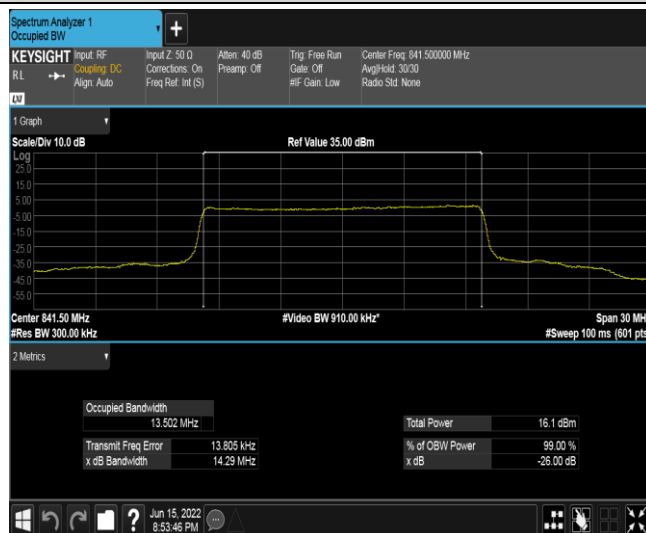 Spectrum Analyzer 1
Occupied BW
+
KEYSIGHT
RL
LXI
Input: RF
Coupling: DC
Align: Auto
Input Z: 50 Ω
Corrections: On
Freq Ref: Int (S)
Atten: 40 dB
Preamp: Off
Trig: Free Run
Gate: Off
#IF Gain: Low
Center Freq: 841.500000 MHz
Avg|Hold: 30/30
Radio Std: None
1 Graph
Scale/Div 10.0 dB
Ref Value 35.00 dBm
Log
25.0
15.0
5.00
-5.00
-15.0
-25.0
-35.0
-45.0
-55.0
Center 841.50 MHz
#Video BW 910.00 kHz*
Span 30 MH
#Res BW 300.00 kHz
#Sweep 100 ms (601 pts
2 Metrics
Occupied Bandwidth
13.502 MHz
Total Power 16.1 dBm
Transmit Freq Error 13.805 kHz
% of OBW Power 99.00 %
x dB Bandwidth 14.29 MHz
x dB -26.00 dB
?
Jun 15, 2022
8:53:46 PM